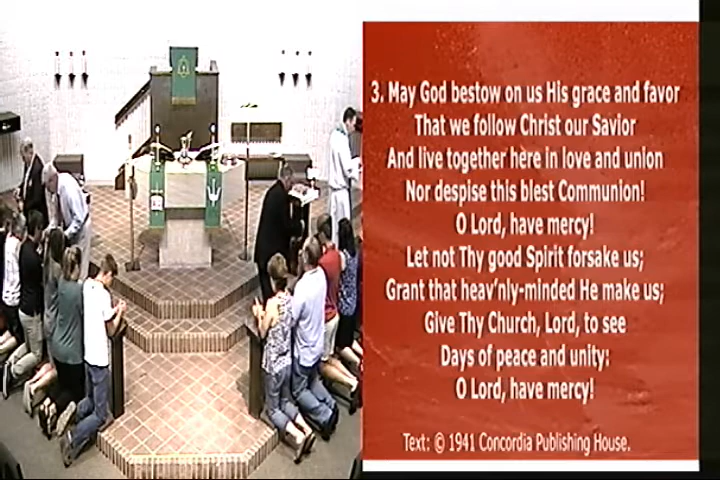 3. May God bestow on us His grace and favor
That we follow Christ our Savior
And live together here in love and union
Nor despise this blest Communion!
O Lord, have mercy!
Let not Thy good Spirit forsake us;
Grant that heav'nly-minded He make us;
Give Thy Church, Lord, to see
Days of peace and unity:
O Lord, have mercy!
Text: © 1941 Concordia Publishing House.